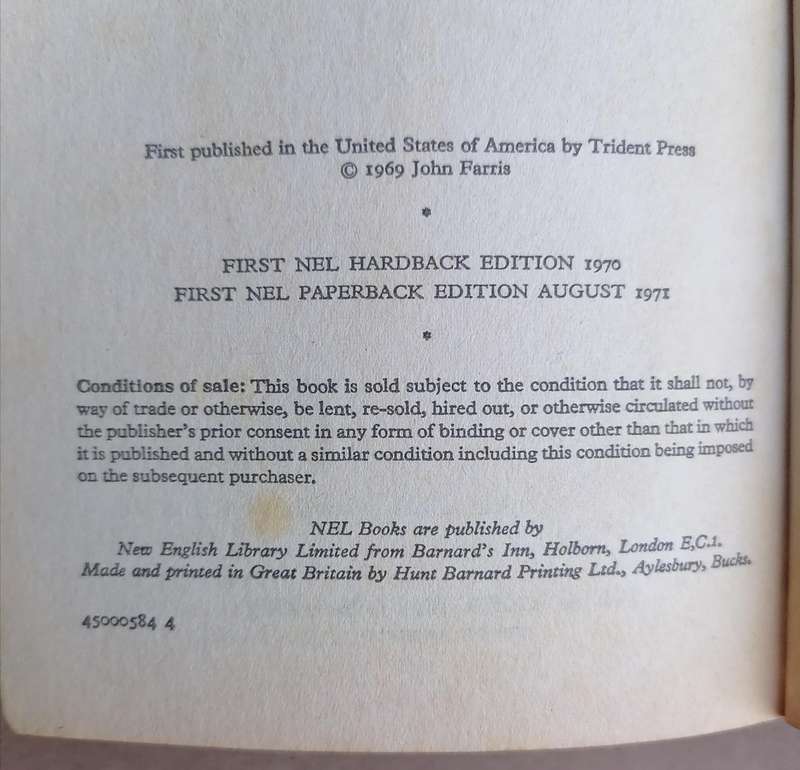 First published in the United States of America by Trident Press
© 1969 John Farris
*
FIRST NEL HARDBACK EDITION 1970
FIRST NEL PAPERBACK EDITION AUGUST 1971
*
Conditions of sale: This book is sold subject to the condition that it shall not, by
way of trade or otherwise, be lent, re-sold, hired out, or otherwise circulated without
the publisher's prior consent in any form of binding or cover other than that in which
it is published and without a similar condition including this condition being imposed
on the subsequent purchaser.
NEL Books are published by
New English Library Limited from Barnard's Inn, Holborn, London E,C.1.
Made and printed in Great Britain by Hunt Barnard Printing Ltd., Aylesbury, Bucks.
45000584 4